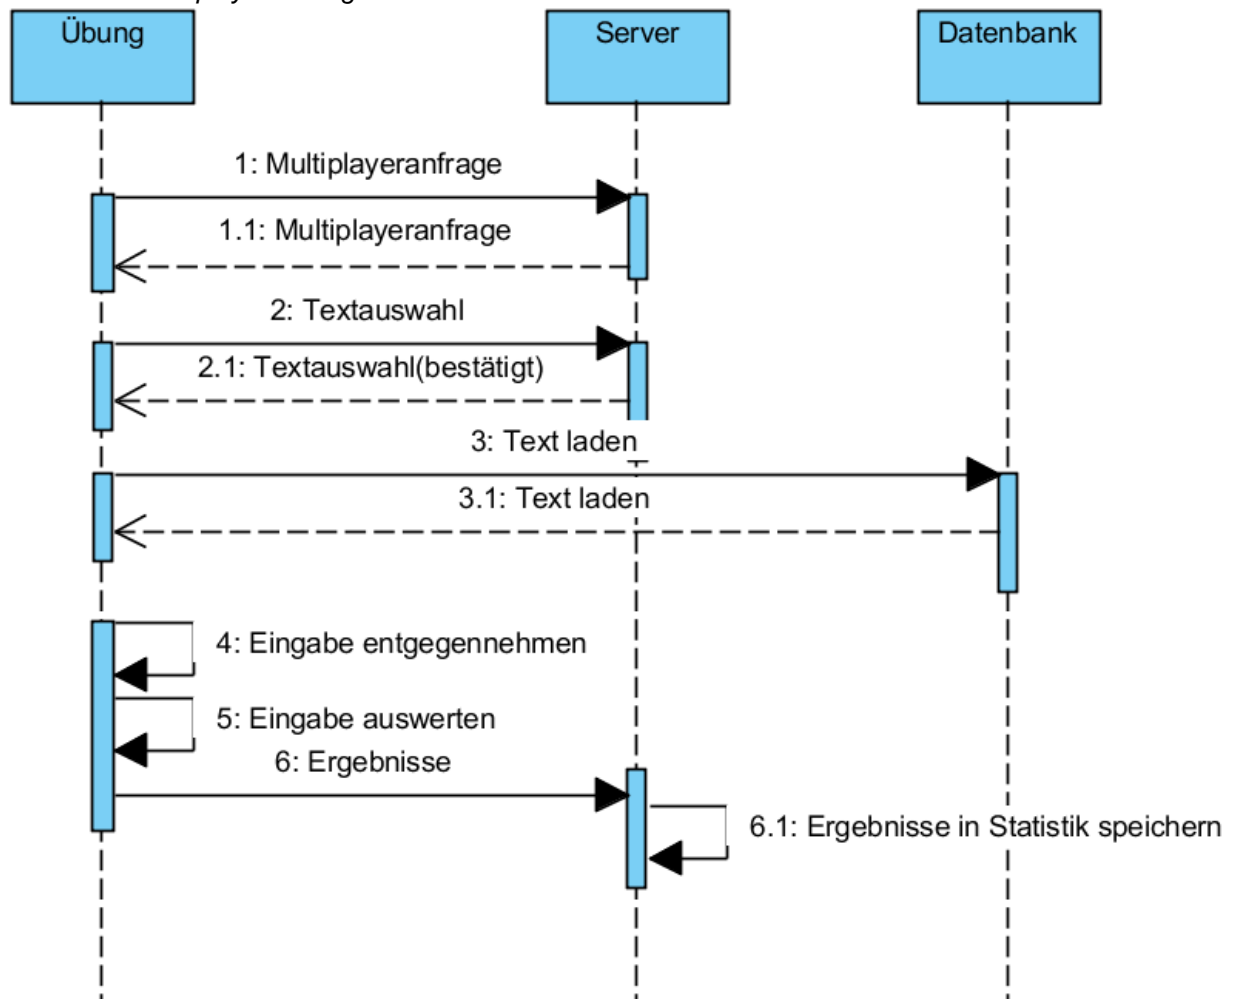 Übung
Server
Datenbank
1: Multiplayeranfrage
1.1: Multiplayeranfrage
2: Textauswahl
2.1: Textauswahl(bestätigt)
3: Text laden
3.1: Text laden
4: Eingabe entgegennehmen
5: Eingabe auswerten
6: Ergebnisse
6.1: Ergebnisse in Statistik speichern